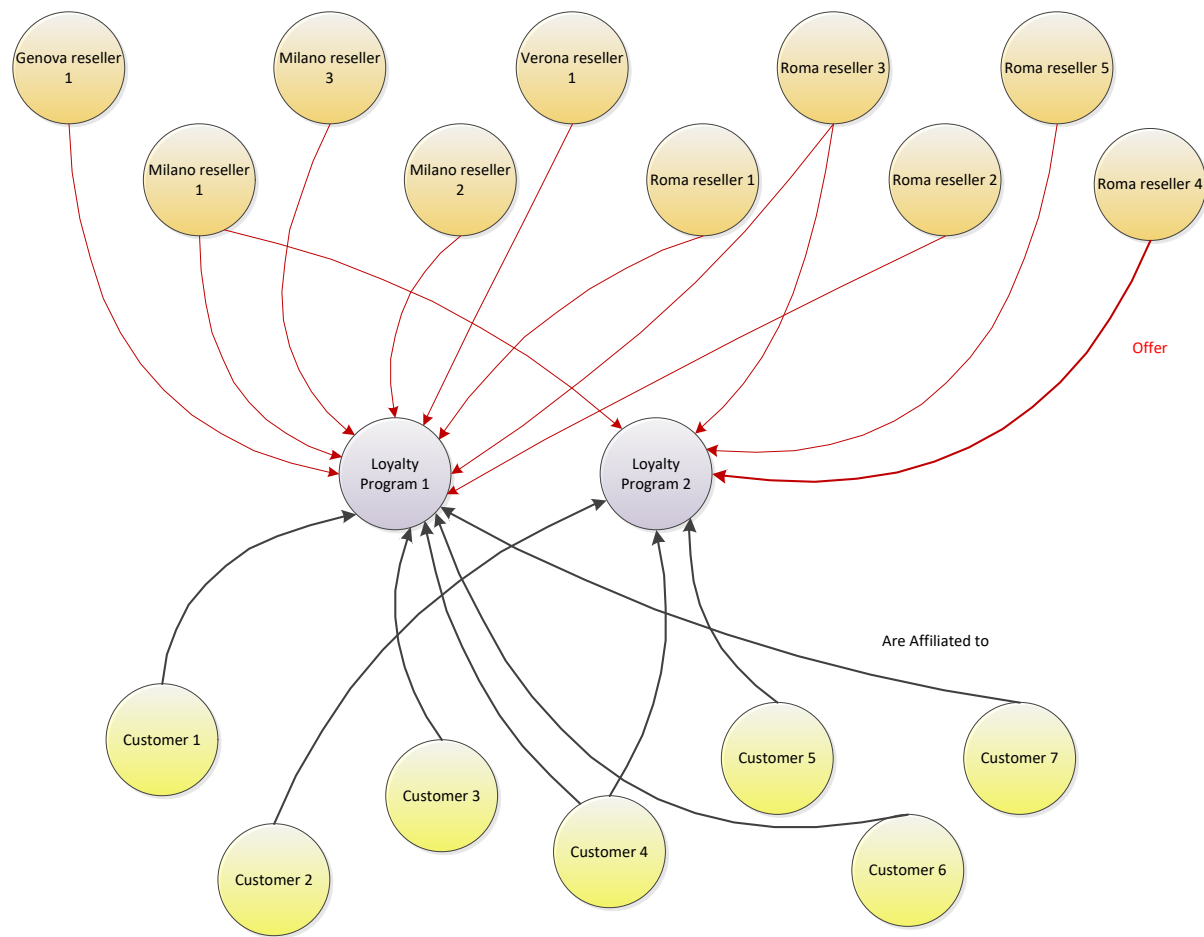 Genova reseller
1
Milano reseller
3
Verona reseller
1
Roma reseller 3
Roma reseller 5
Milano reseller
1
Milano reseller
2
Roma reseller 1
Roma reseller 2
Roma reseller 4
Offer
Loyalty
Program 1
Loyalty
Program 2
Are Affiliated to
Customer 1
Customer 3
Customer 5
Customer 7
Customer 2
Customer 4
Customer 6